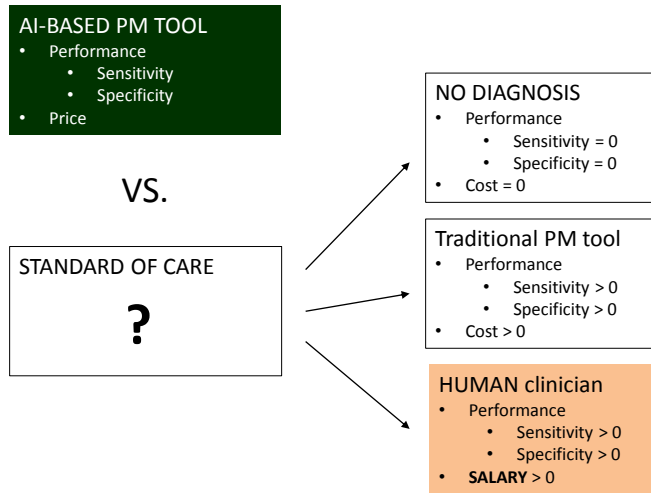 AI-BASED PM TOOL
• Performance
• Sensitivity
• Specificity
• Price
VS.
STANDARD OF CARE
?
NO DIAGNOSIS
• Performance
• Sensitivity = 0
• Specificity = 0
• Cost = 0
Traditional PM tool
• Performance
• Sensitivity > 0
• Specificity > 0
• Cost > 0
HUMAN clinician
• Performance
• Sensitivity > 0
• Specificity > 0
• SALARY > 0